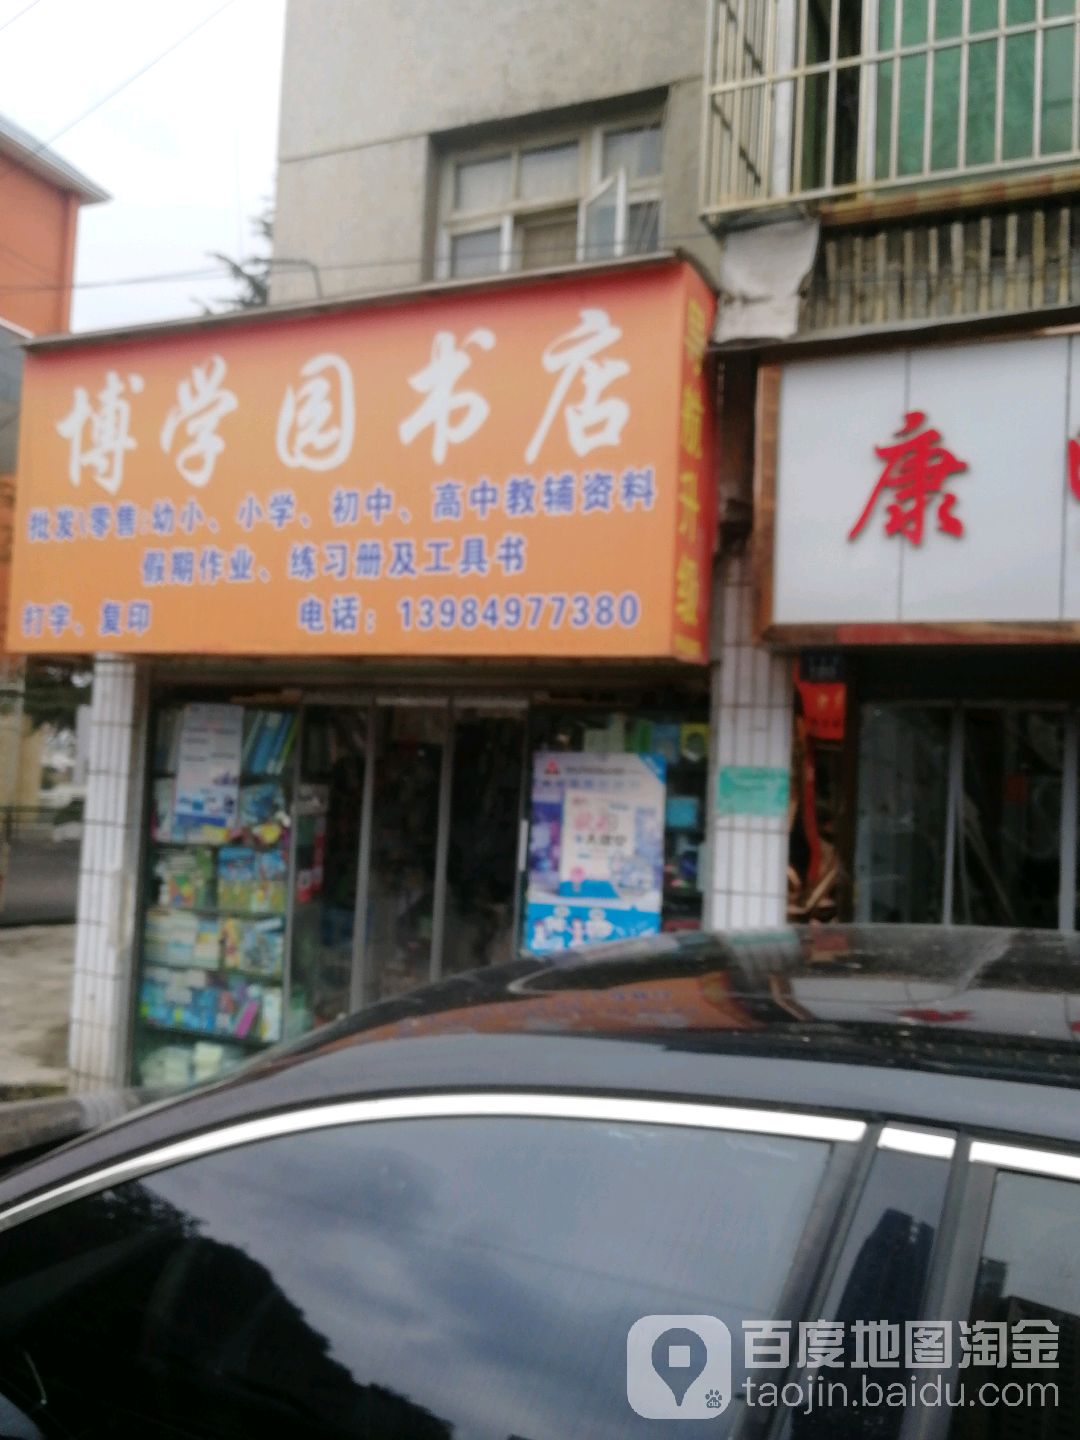 博学园书店
批发\零售:幼小、小学、初中、高中教辅资料
假期作业、练习册及工具书
打字、复印 电话：13984977380
康
百度地图淘金
taojin.baidu.com